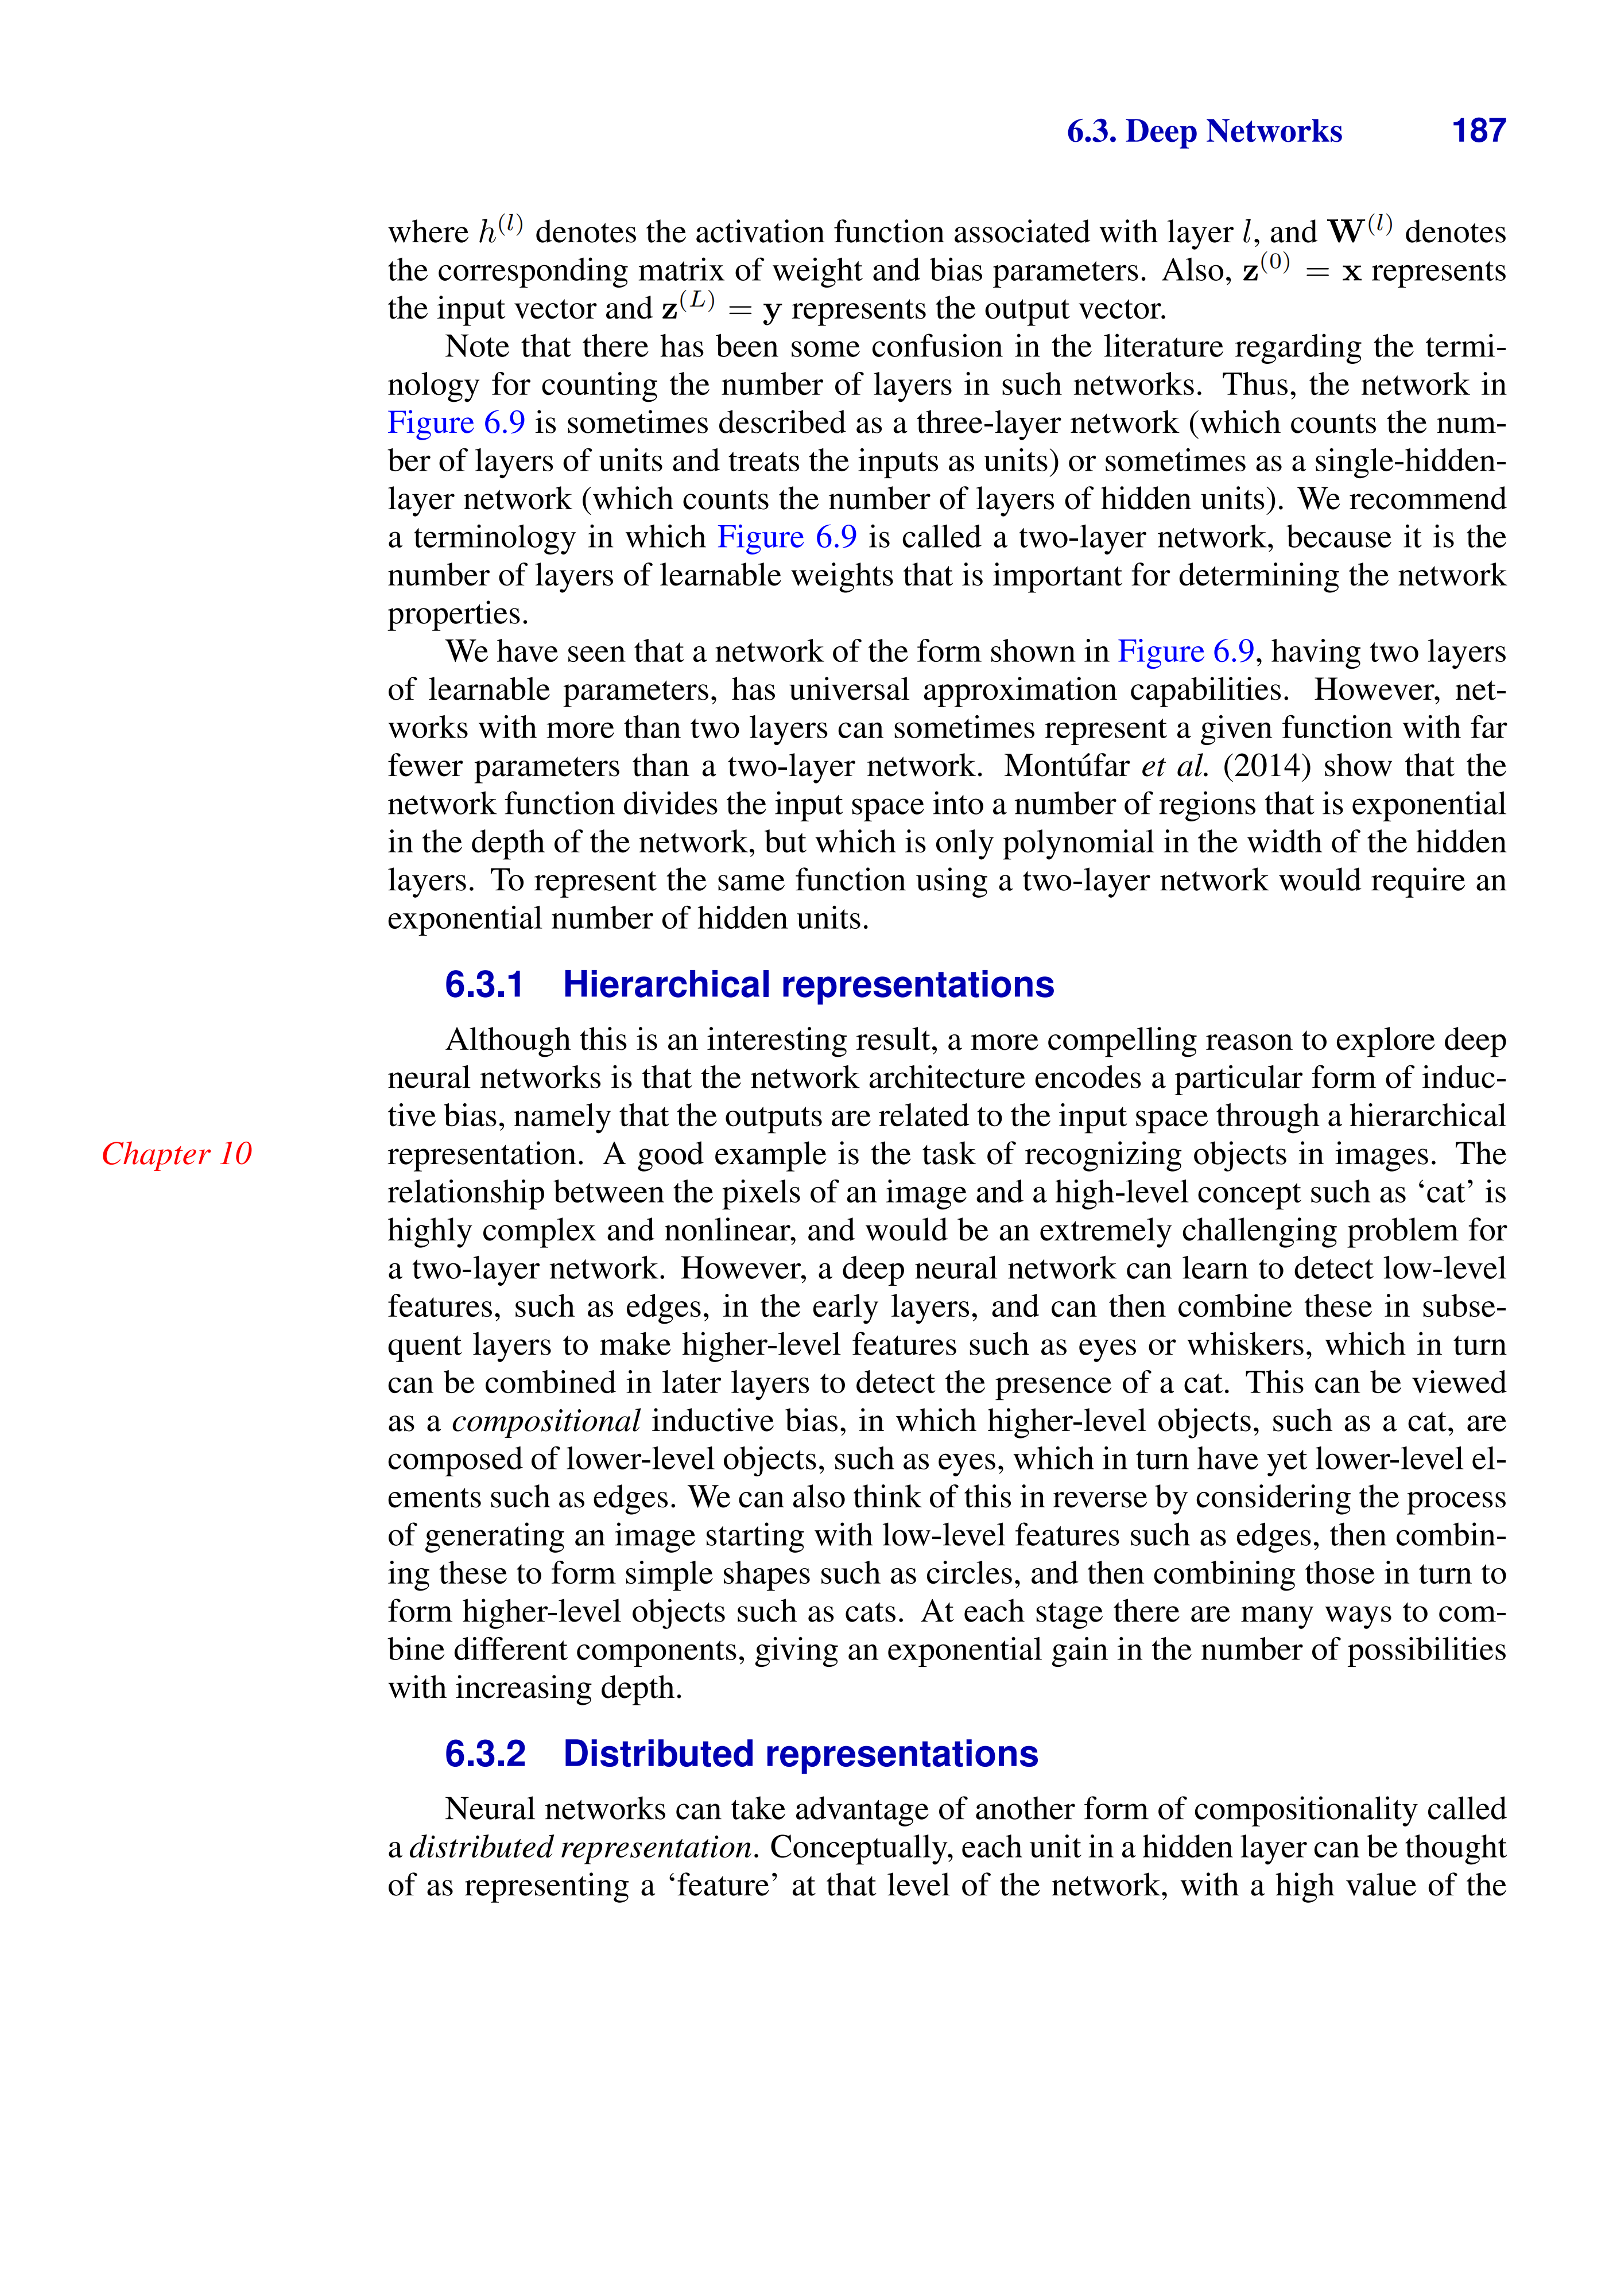 6.3. Deep Networks 187
where h(l) denotes the activation function associated with layer l, and W(l) denotes
the corresponding matrix of weight and bias parameters. Also, z(0) = x represents
the input vector and z(L) = y represents the output vector.
Note that there has been some confusion in the literature regarding the termi-
nology for counting the number of layers in such networks. Thus, the network in
Figure 6.9 is sometimes described as a three-layer network (which counts the num-
ber of layers of units and treats the inputs as units) or sometimes as a single-hidden-
layer network (which counts the number of layers of hidden units). We recommend
a terminology in which Figure 6.9 is called a two-layer network, because it is the
number of layers of learnable weights that is important for determining the network
properties.
We have seen that a network of the form shown in Figure 6.9, having two layers
of learnable parameters, has universal approximation capabilities. However, net-
works with more than two layers can sometimes represent a given function with far
fewer parameters than a two-layer network. Montúfar et al. (2014) show that the
network function divides the input space into a number of regions that is exponential
in the depth of the network, but which is only polynomial in the width of the hidden
layers. To represent the same function using a two-layer network would require an
exponential number of hidden units.
6.3.1 Hierarchical representations
Although this is an interesting result, a more compelling reason to explore deep
neural networks is that the network architecture encodes a particular form of induc-
tive bias, namely that the outputs are related to the input space through a hierarchical
Chapter 10
representation. A good example is the task of recognizing objects in images. The
relationship between the pixels of an image and a high-level concept such as ‘cat’ is
highly complex and nonlinear, and would be an extremely challenging problem for
a two-layer network. However, a deep neural network can learn to detect low-level
features, such as edges, in the early layers, and can then combine these in subse-
quent layers to make higher-level features such as eyes or whiskers, which in turn
can be combined in later layers to detect the presence of a cat. This can be viewed
as a compositional inductive bias, in which higher-level objects, such as a cat, are
composed of lower-level objects, such as eyes, which in turn have yet lower-level el-
ements such as edges. We can also think of this in reverse by considering the process
of generating an image starting with low-level features such as edges, then combin-
ing these to form simple shapes such as circles, and then combining those in turn to
form higher-level objects such as cats. At each stage there are many ways to com-
bine different components, giving an exponential gain in the number of possibilities
with increasing depth.
6.3.2 Distributed representations
Neural networks can take advantage of another form of compositionality called
a distributed representation. Conceptually, each unit in a hidden layer can be thought
of as representing a ‘feature’ at that level of the network, with a high value of the